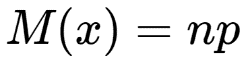 M(x) = np